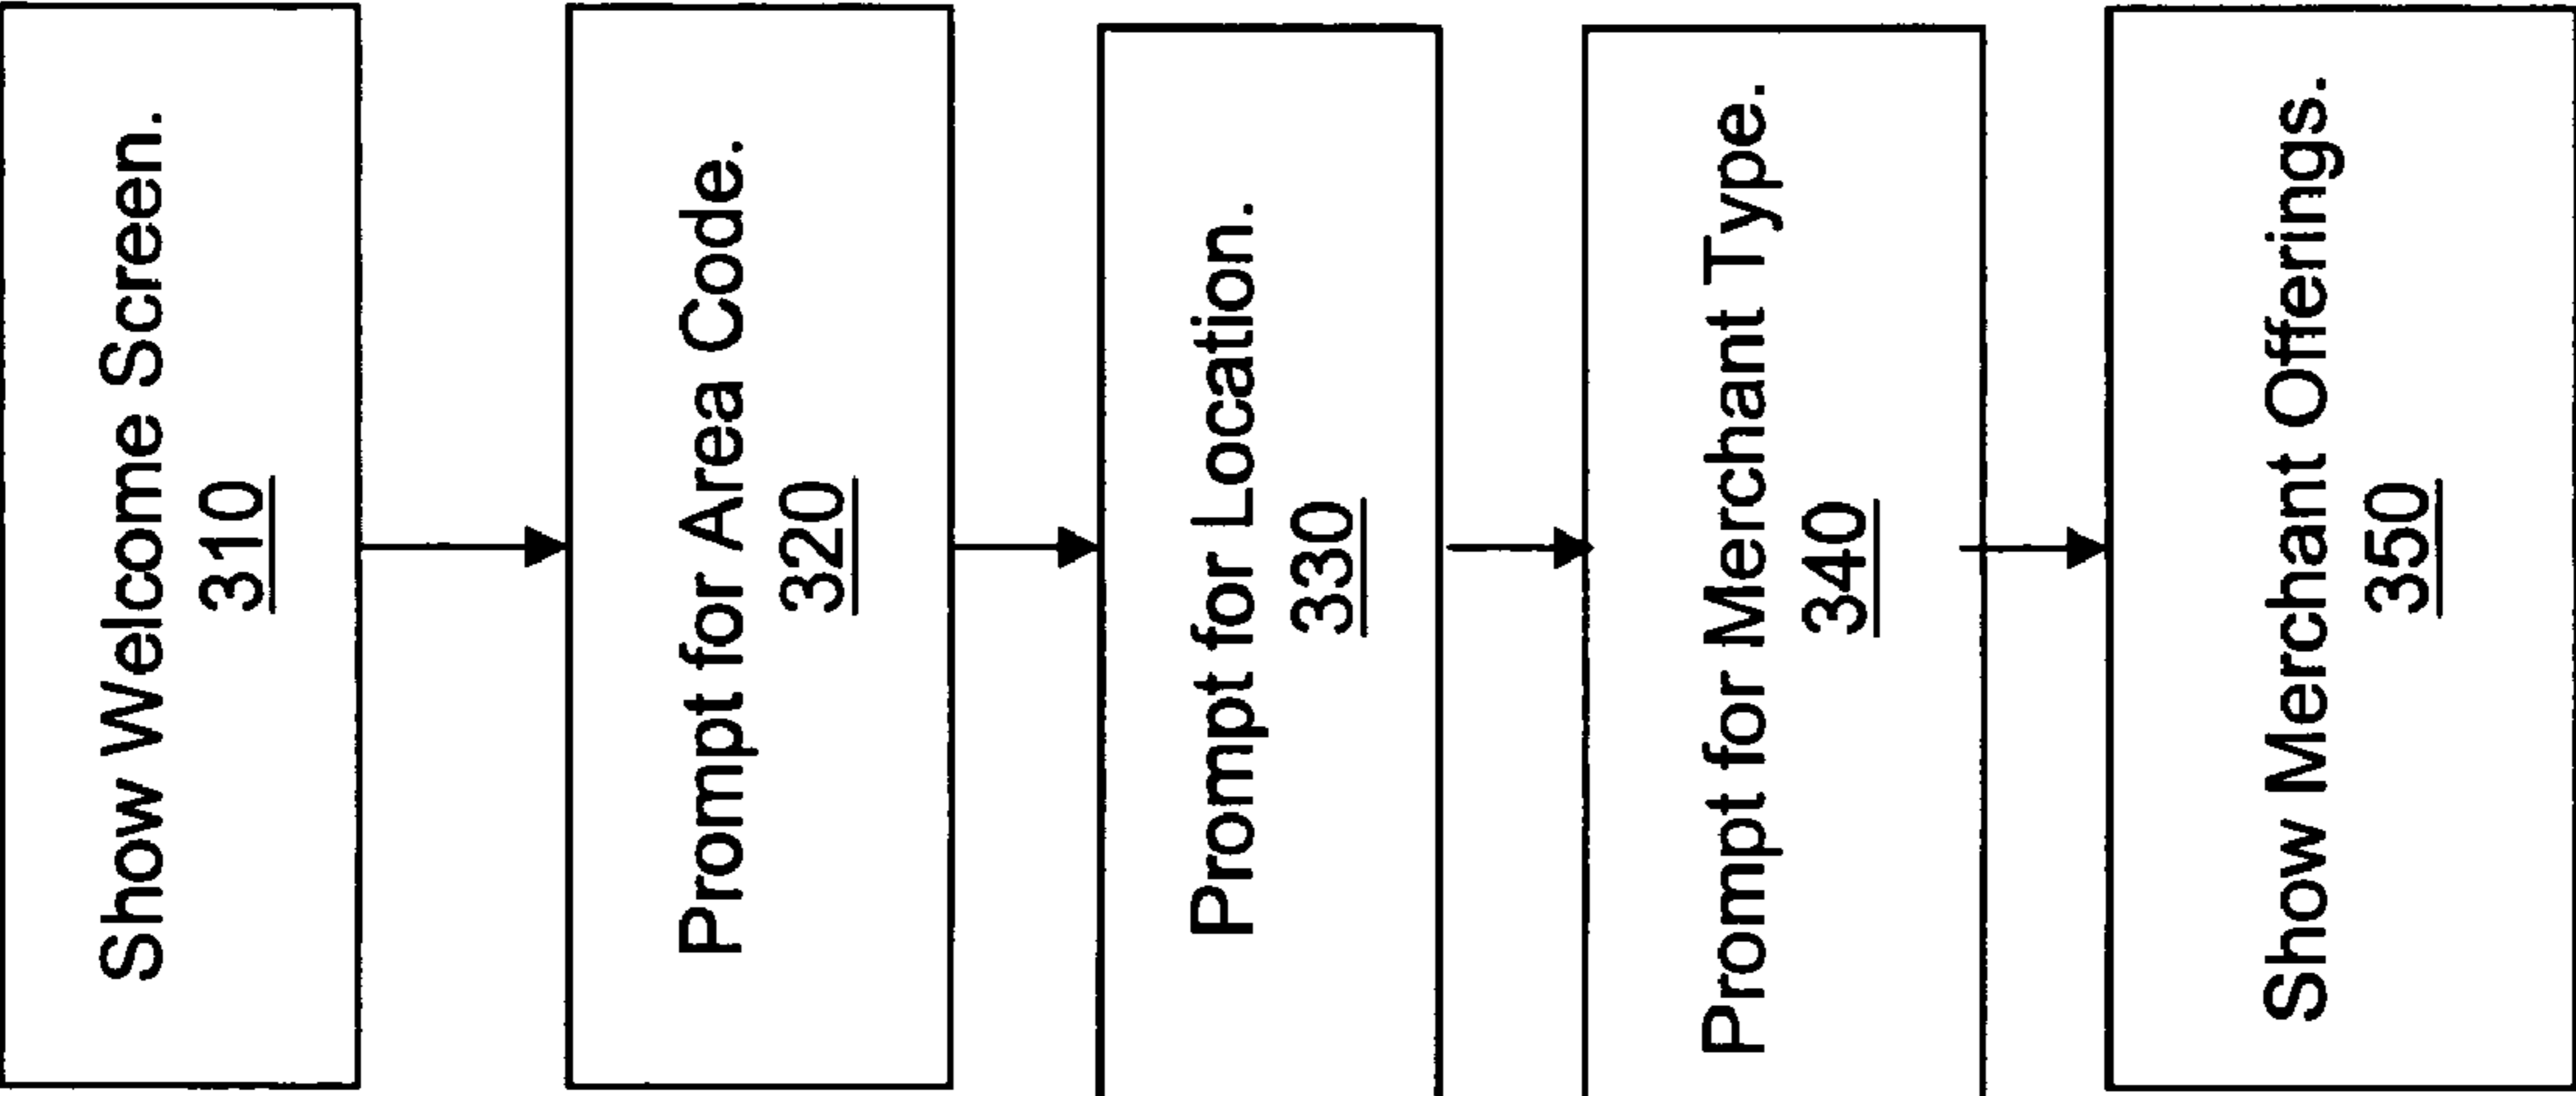 Show Welcome Screen.
310
Prompt for Area Code.
320
Prompt for Location.
330
Prompt for Merchant Type.
340
Show Merchant Offerings.
350